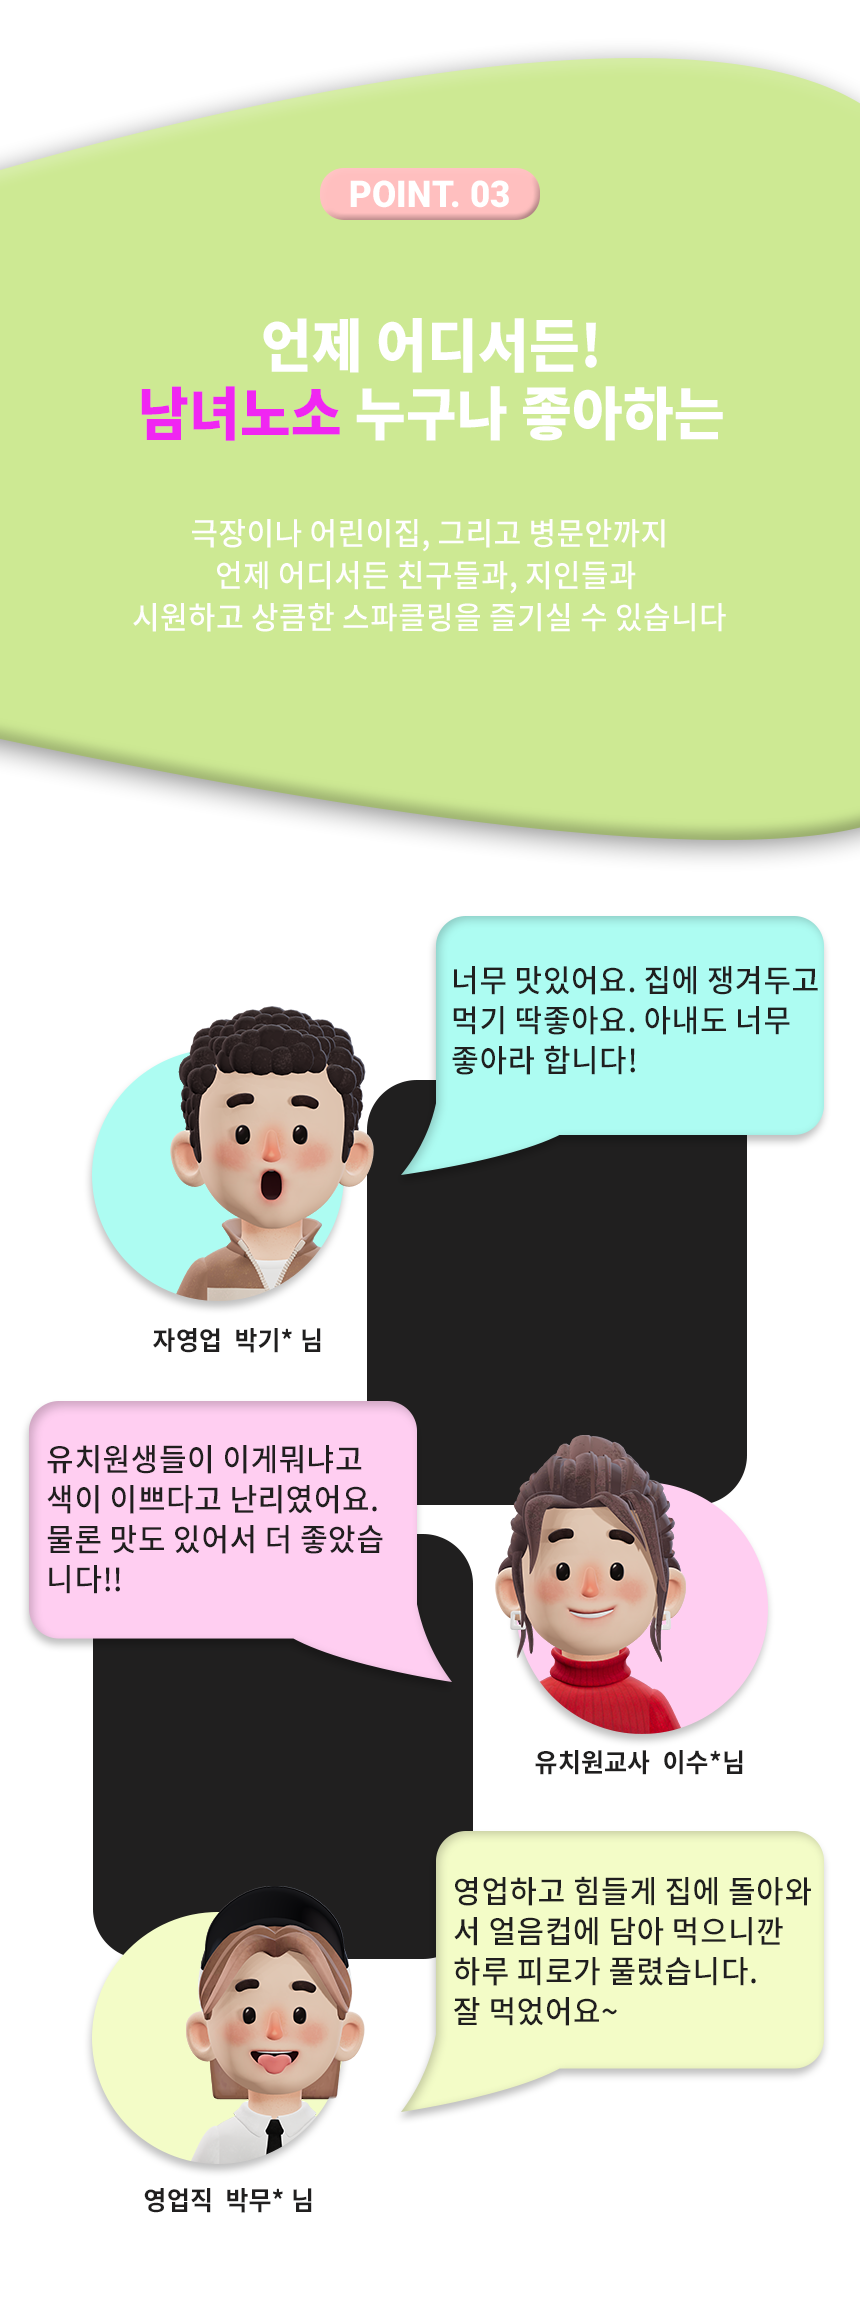 POINT. 03
언제 어디서든!
남녀노소 누구나 좋아하는
극장이나 어린이집, 그리고 병문안까지
언제 어디서든 친구들과, 지인들과
시원하고 상큼한 스파클링을 즐기실 수 있습니다
너무 맛있어요. 집에 쟁겨두고
먹기 딱좋아요. 아내도 너무
좋아라 합니다!
자영업 박기* 님
유치원생들이 이게뭐냐고
색이 이쁘다고 난리였어요.
물론 맛도 있어서 더 좋았습
니다!!
유치원교사 이수*님
영업하고 힘들게 집에 돌아와
서 얼음컵에 담아 먹으니깐
하루 피로가 풀렸습니다.
잘 먹었어요~
영업직 박무* 님